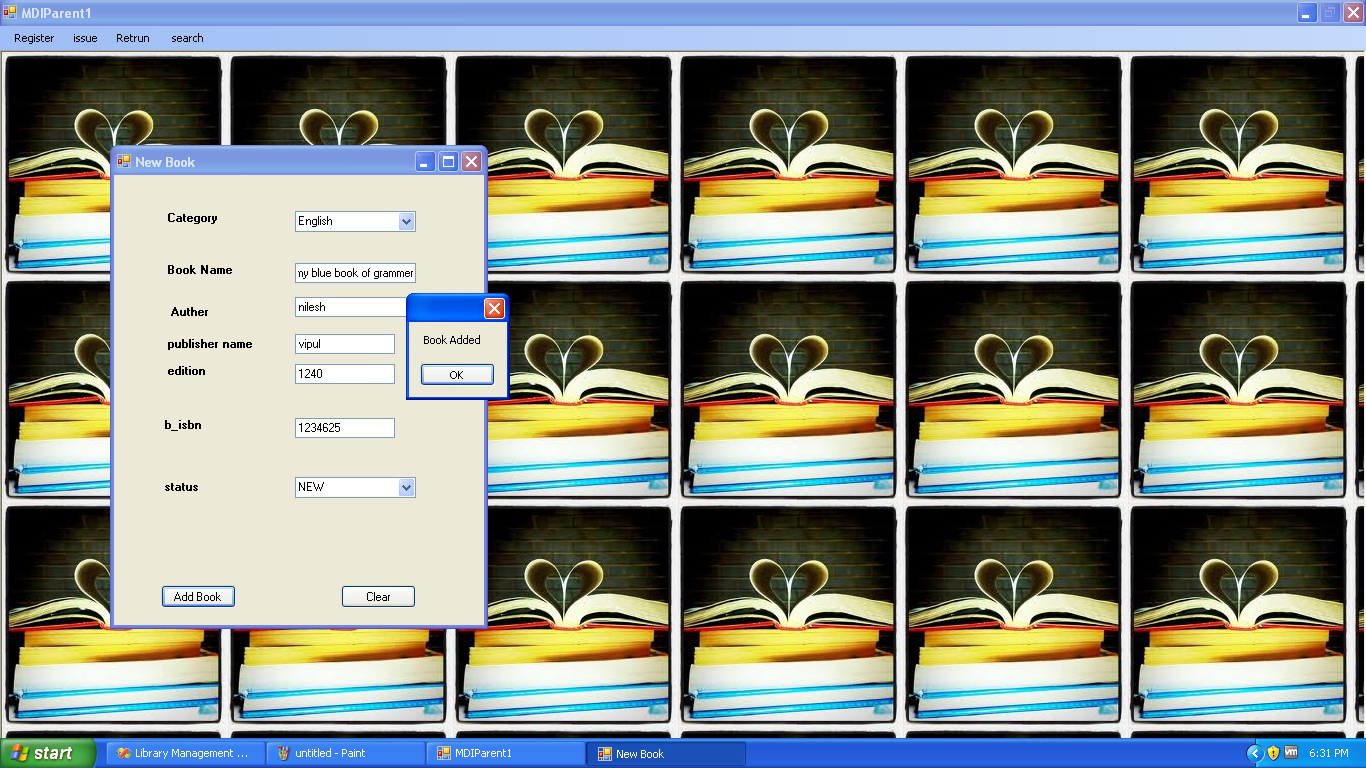 MDIParent1
Register issue Retrun search
New Book
Category English
Book Name my blue book of grammer
Auther nilesh
Book Added
publisher name vipul
edition 1240
OK
b_isbn 1234625
status NEW
Add Book Clear
start Library Management ... untitled - Paint MDIParent1 New Book vm 6:31 PM